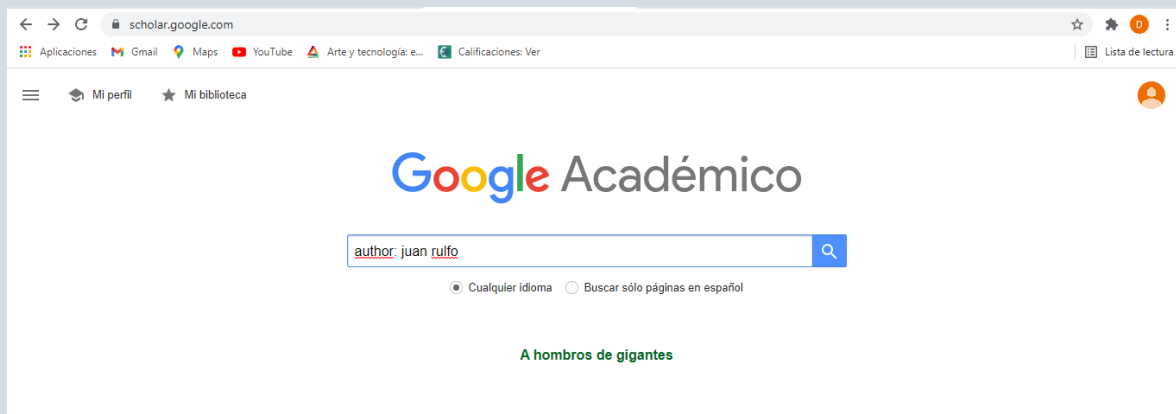 scholar.google.com
D
Aplicaciones Gmail Maps YouTube Arte y tecnología: e... Calificaciones: Ver Lista de lectura
Mi perfil Mi biblioteca
Google Académico
author: juan rulfo
Cualquier idioma Buscar sólo páginas en español
A hombros de gigantes